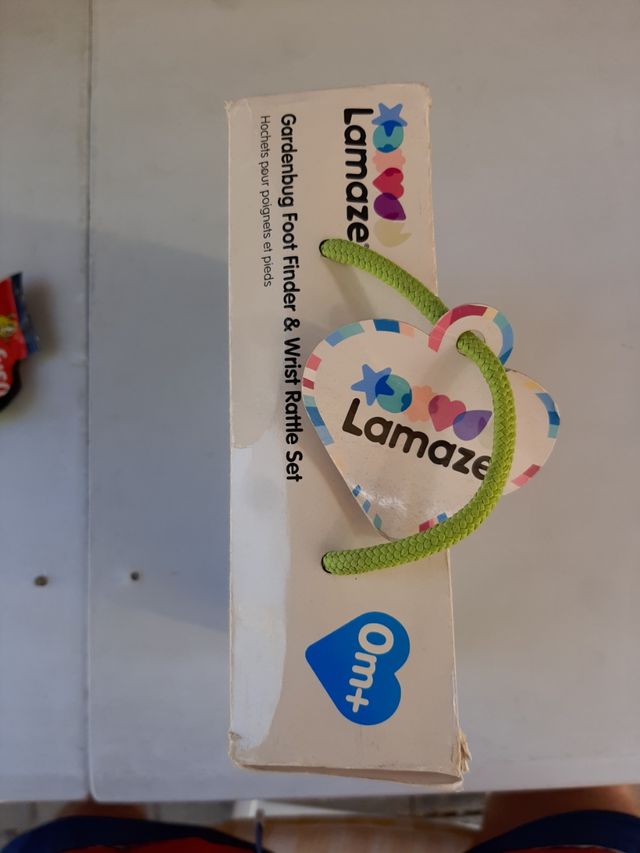 Lamaze
Gardenbug Foot Finder & Wrist Rattle Set
Hochets pour poignets et pieds
Lamaze
0m+